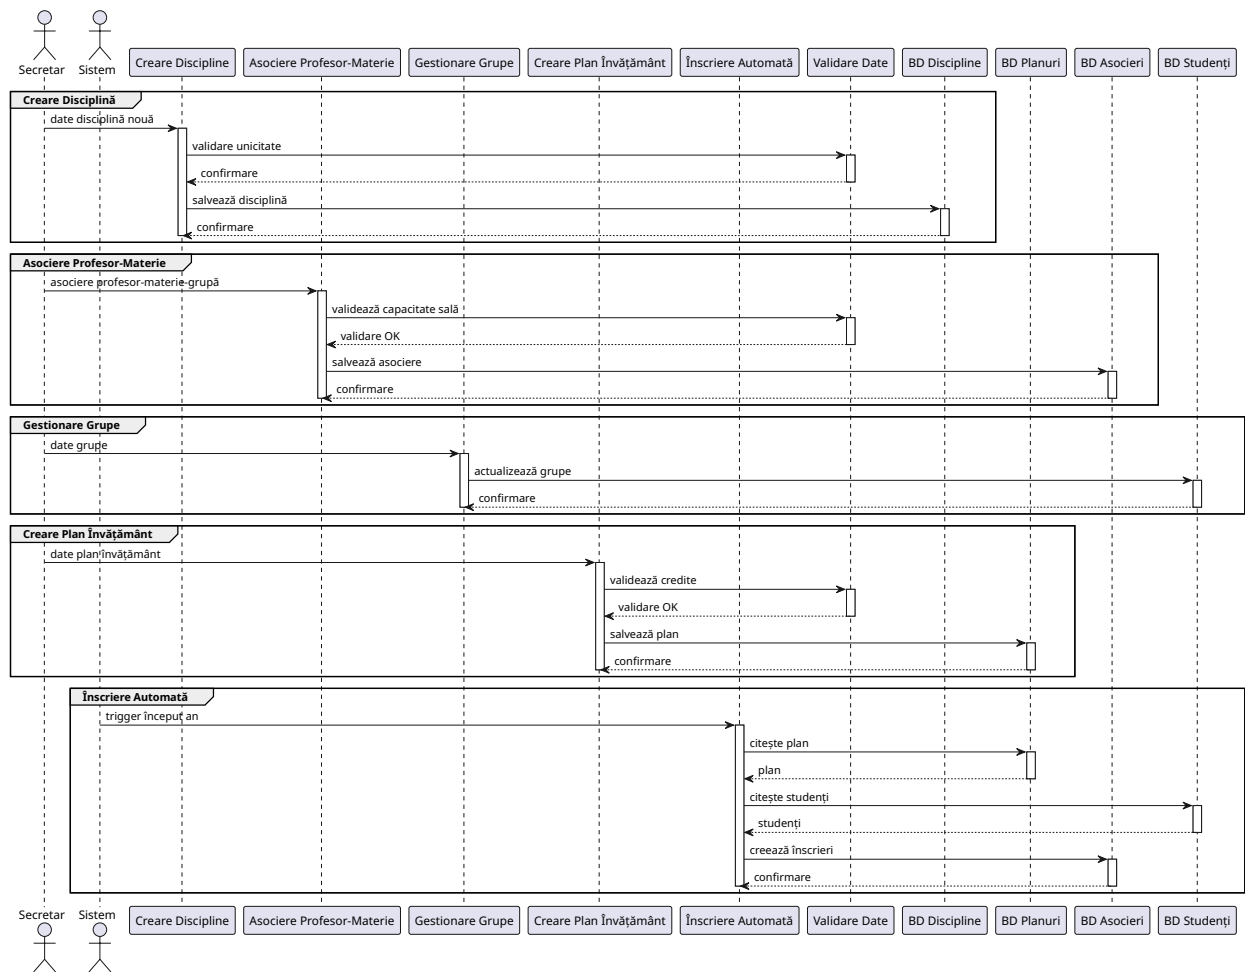 Secretar
Sistem
Creare Discipline
Asociere Profesor-Materie
Gestionare Grupe
Creare Plan Învățământ
Înscriere Automată
Validare Date
BD Discipline
BD Planuri
BD Asocieri
BD Studenți
Creare Disciplină
date disciplină nouă
validare unicitate
confirmare
salvează disciplină
confirmare
Asociere Profesor-Materie
asociere profesor-materie-grupă
validează capacitate sală
validare OK
salvează asociere
confirmare
Gestionare Grupe
date grupe
actualizează grupe
confirmare
Creare Plan Învățământ
date plan învățământ
validează credite
validare OK
salvează plan
confirmare
Înscriere Automată
trigger început an
citește plan
plan
citește studenți
studenți
creează înscrieri
confirmare
Secretar
Sistem
Creare Discipline
Asociere Profesor-Materie
Gestionare Grupe
Creare Plan Învățământ
Înscriere Automată
Validare Date
BD Discipline
BD Planuri
BD Asocieri
BD Studenți